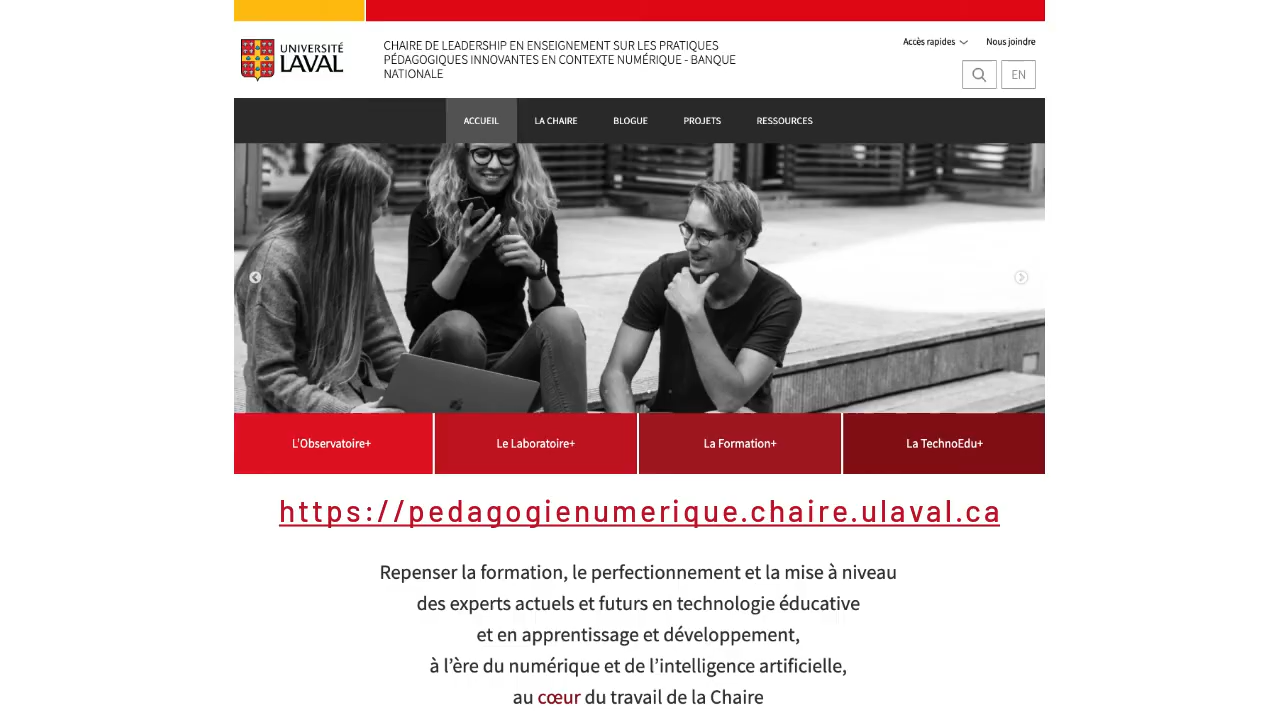 UNIVERSITÉ
LAVAL
CHAIRE DE LEADERSHIP EN ENSEIGNEMENT SUR LES PRATIQUES
PÉDAGOGIQUES INNOVANTES EN CONTEXTE NUMÉRIQUE - BANQUE
NATIONALE
Accès rapides
Nous joindre
EN
ACCUEIL
LA CHAIRE
BLOGUE
PROJETS
RESSOURCES
L'Observatoire+
Le Laboratoire+
La Formation+
La TechnoEdu+
https://pedagogienumerique.chaire.ulaval.ca
Repenser la formation, le perfectionnement et la mise à niveau
des experts actuels et futurs en technologie éducative
et en apprentissage et développement,
à l’ère du numérique et de l’intelligence artificielle,
au cœur du travail de la Chaire